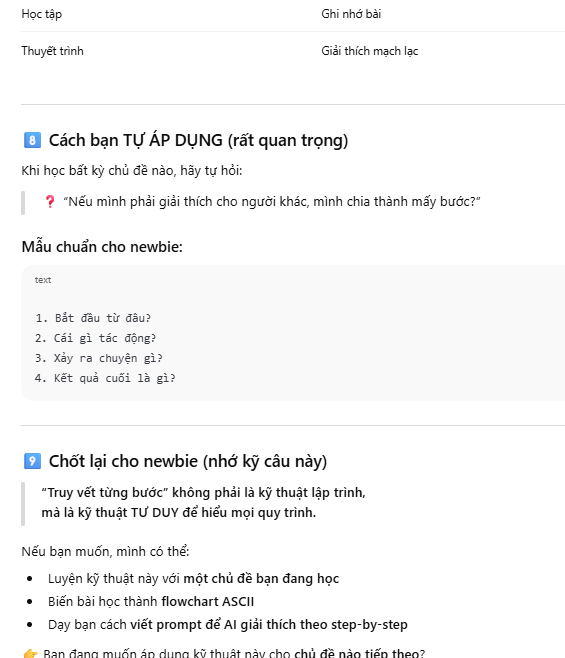 Học tập Ghi nhớ bài
Thuyết trình Giải thích mạch lạc
8 Cách bạn TỰ ÁP DỤNG (rất quan trọng)
Khi học bất kỳ chủ đề nào, hãy tự hỏi:
❓ “Nếu mình phải giải thích cho người khác, mình chia thành mấy bước?”
Mẫu chuẩn cho newbie:
text
1. Bắt đầu từ đâu?
2. Cái gì tác động?
3. Xảy ra chuyện gì?
4. Kết quả cuối là gì?
9 Chốt lại cho newbie (nhớ kỹ câu này)
“Truy vết từng bước” không phải là kỹ thuật lập trình,
mà là kỹ thuật TƯ DUY để hiểu mọi quy trình.
Nếu bạn muốn, mình có thể:
• Luyện kỹ thuật này với một chủ đề bạn đang học
• Biến bài học thành flowchart ASCII
• Dạy bạn cách viết prompt để AI giải thích theo step-by-step
👉 Bạn đang muốn áp dụng kỹ thuật này cho chủ đề nào tiếp theo?